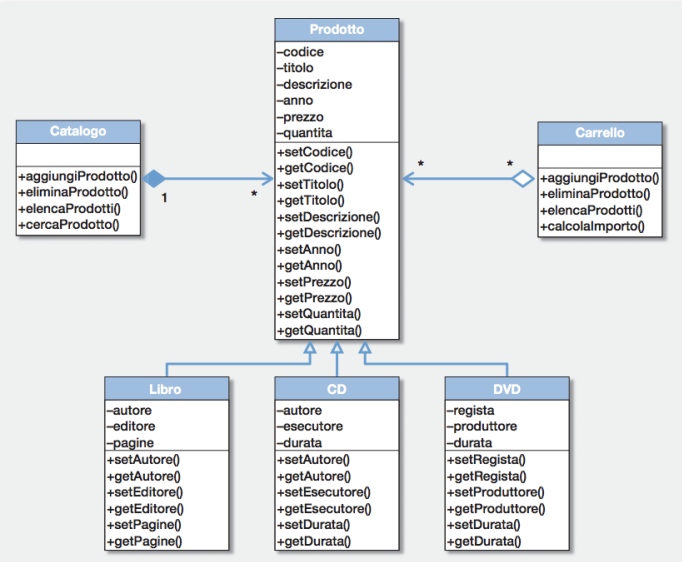 Prodotto
–codice
–titolo
–descrizione
–anno
–prezzo
–quantita
+setCodice()
+getCodice()
+setTitolo()
+getTitolo()
+setDescrizione()
+getDescrizione()
+setAnno()
+getAnno()
+setPrezzo()
+getPrezzo()
+setQuantita()
+getQuantita()
Catalogo
+aggiungiProdotto()
+eliminaProdotto()
+elencaProdotti()
+cercaProdotto()
1
*
Carrello
+aggiungiProdotto()
+eliminaProdotto()
+elencaProdotti()
+calcolaImporto()
*
*
Libro
–autore
–editore
–pagine
+setAutore()
+getAutore()
+setEditore()
+getEditore()
+setPagine()
+getPagine()
CD
–autore
–esecutore
–durata
+setAutore()
+getAutore()
+setEsecutore()
+getEsecutore()
+setDurata()
+getDurata()
DVD
–regista
–produttore
–durata
+setRegista()
+getRegista()
+setProduttore()
+getProduttore()
+setDurata()
+getDurata()